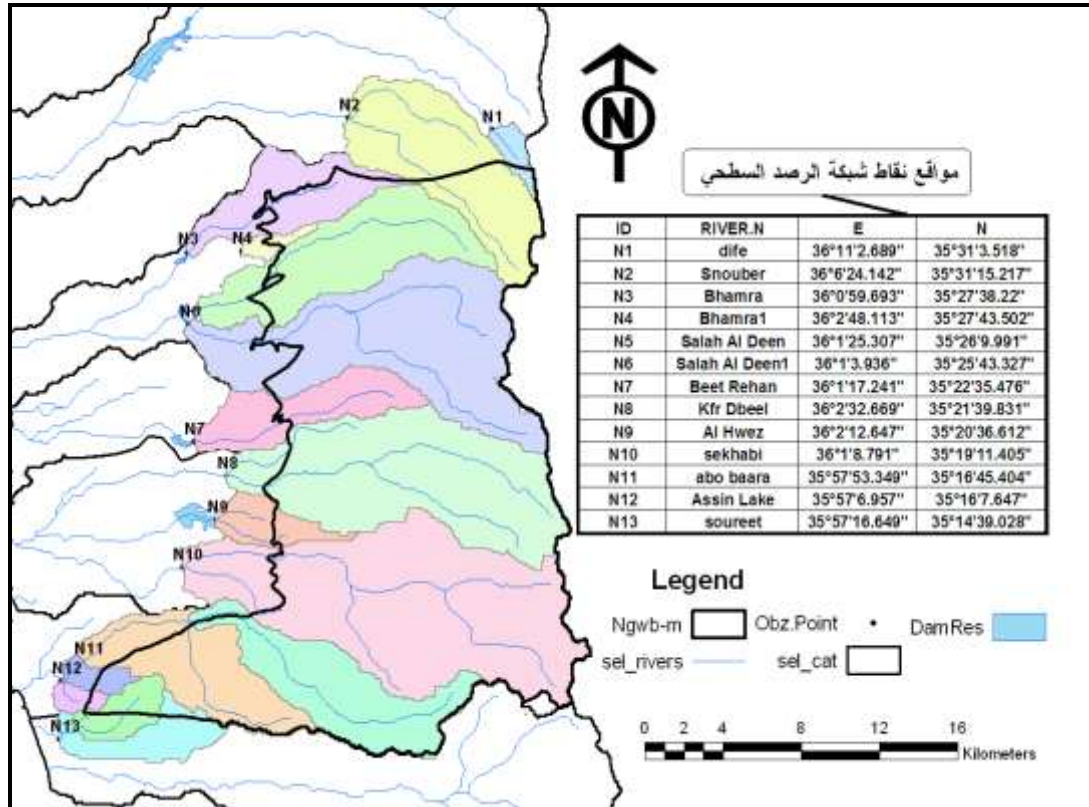 N2
N1
N3
N4
N6
N7
N8
N9
N10
N11
N12
N13
N
مواقع نقاط شبكة الرصد السطحي
ID RIVER.N E N
N1 dife 36°11'2.689" 35°31'3.518"
N2 Snouber 36°6'24.142" 35°31'15.217"
N3 Bhamra 36°0'59.693" 35°27'38.22"
N4 Bhamra1 36°2'48.113" 35°27'43.502"
N5 Salah Al Deen 36°1'25.307" 35°26'9.991"
N6 Salah Al Deen1 36°1'3.936" 35°25'43.327"
N7 Beet Rehan 36°1'17.241" 35°22'35.476"
N8 Kfr Dbeel 36°2'32.669" 35°21'39.831"
N9 Al Hwez 36°2'12.647" 35°20'36.612"
N10 sekhabi 36°1'8.791" 35°19'11.405"
N11 abo baara 35°57'53.349" 35°16'45.404"
N12 Assin Lake 35°57'6.957" 35°16'7.647"
N13 soureet 35°57'16.649" 35°14'39.028"
Legend
Ngwb-m Obz.Point DamRes
sel_rivers sel_cat
0 2 4 8 12 16
Kilometers